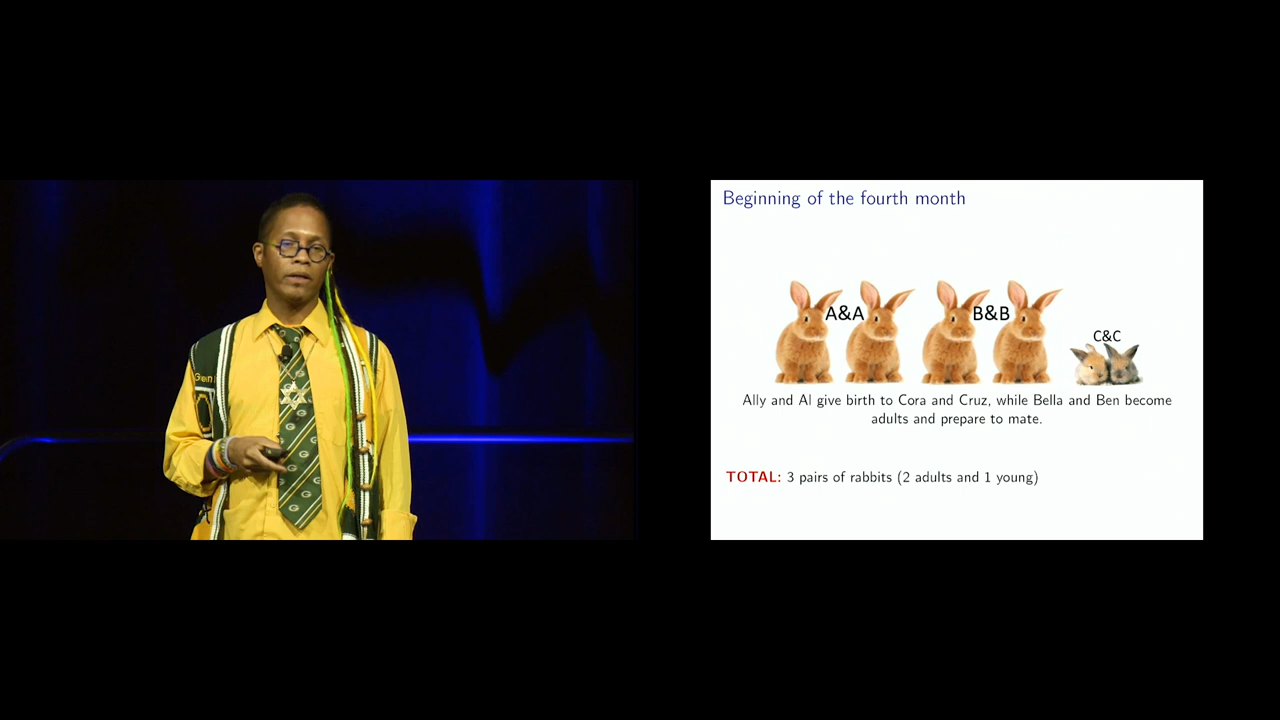 Beginning of the fourth month
A&A
B&B
C&C
Ally and Al give birth to Cora and Cruz, while Bella and Ben become
adults and prepare to mate.
TOTAL: 3 pairs of rabbits (2 adults and 1 young)